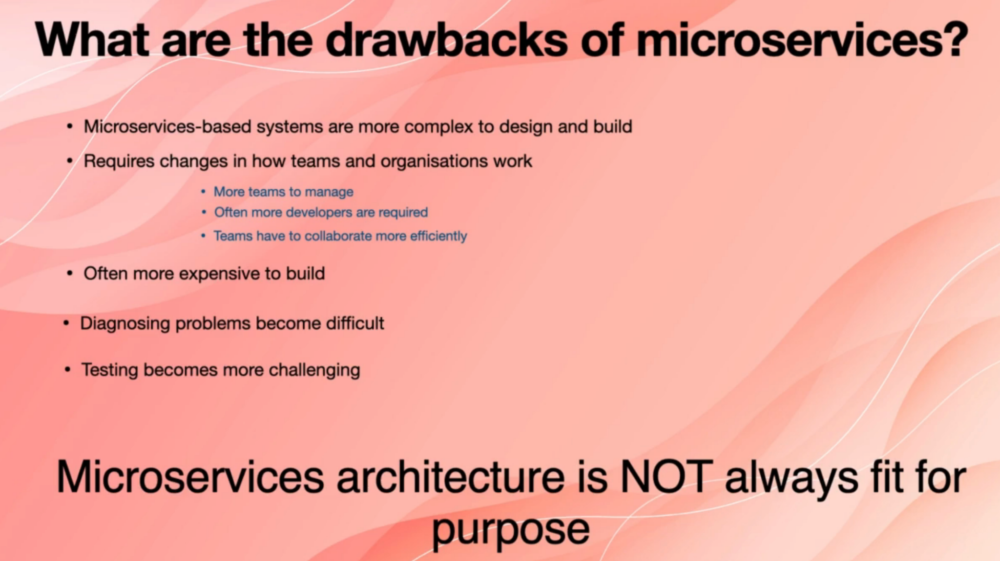 What are the drawbacks of microservices?
• Microservices-based systems are more complex to design and build
• Requires changes in how teams and organisations work
• More teams to manage
• Often more developers are required
• Teams have to collaborate more efficiently
• Often more expensive to build
• Diagnosing problems become difficult
• Testing becomes more challenging
Microservices architecture is NOT always fit for
purpose